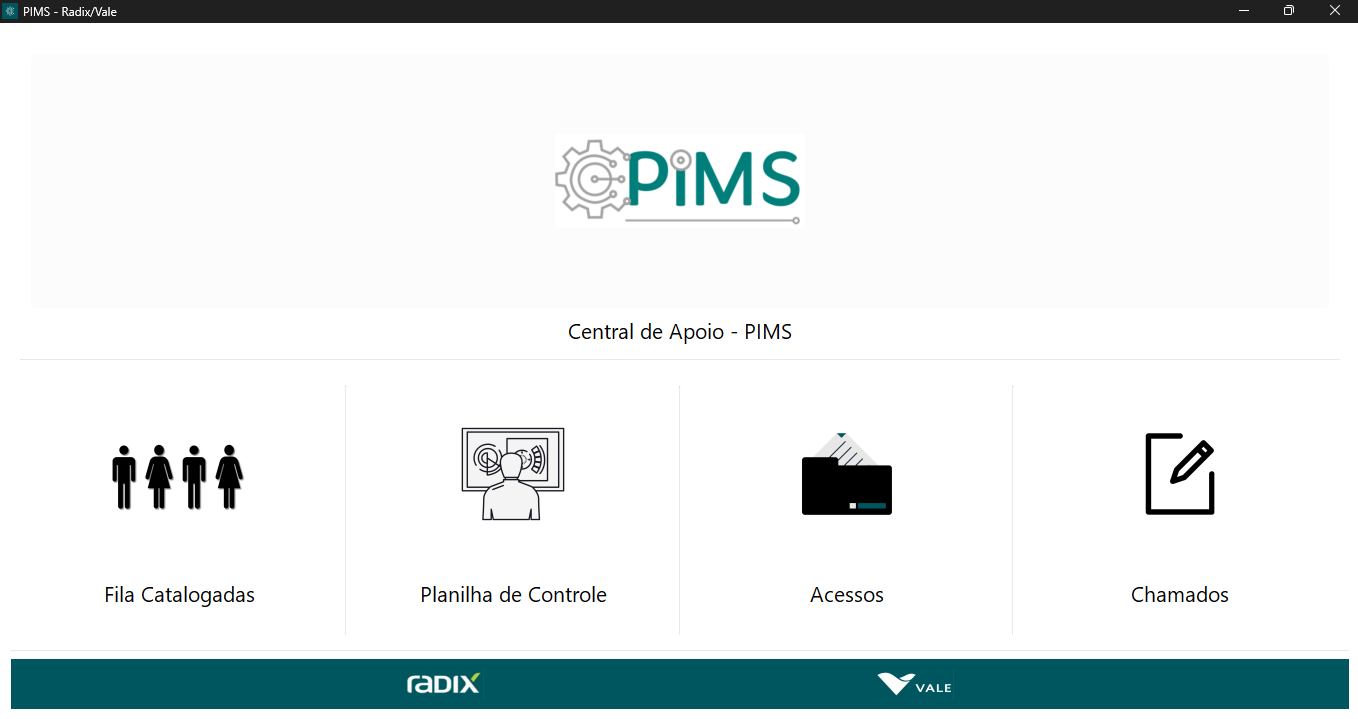 PIMS - Radix/Vale
PiMS
Central de Apoio - PIMS
Fila Catalogadas
Planilha de Controle
Acessos
Chamados
radix
VALE